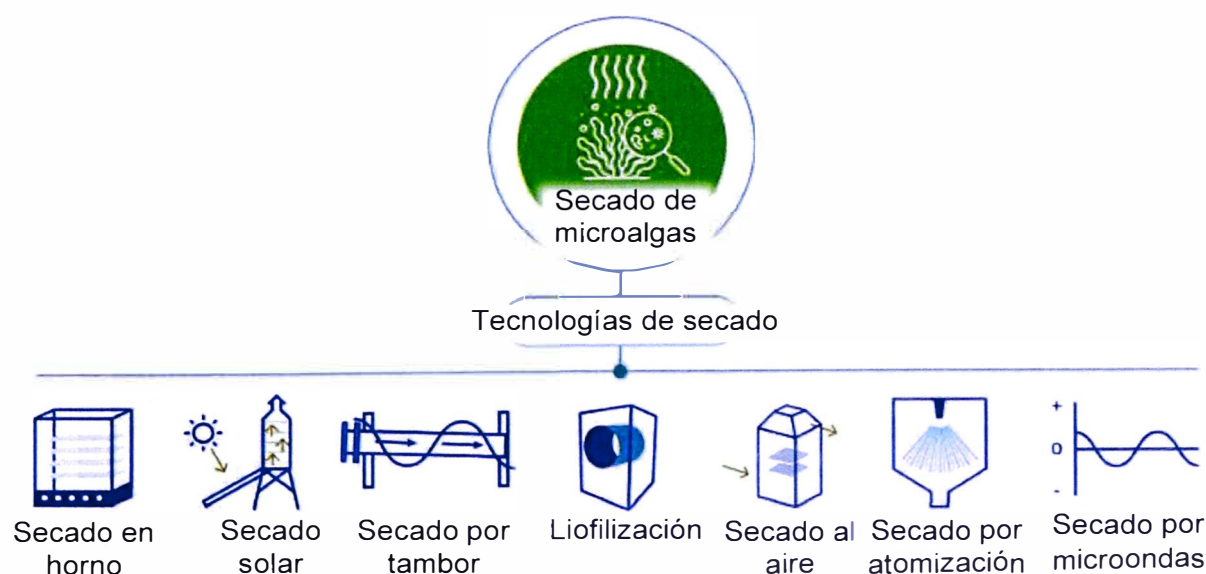 Secado de
microalgas
Tecnologías de secado
+
0
-
Secado en
horno
Secado
solar
Secado por
tambor
Liofilización
Secado al
aire
Secado por
atomización
Secado por
microondas